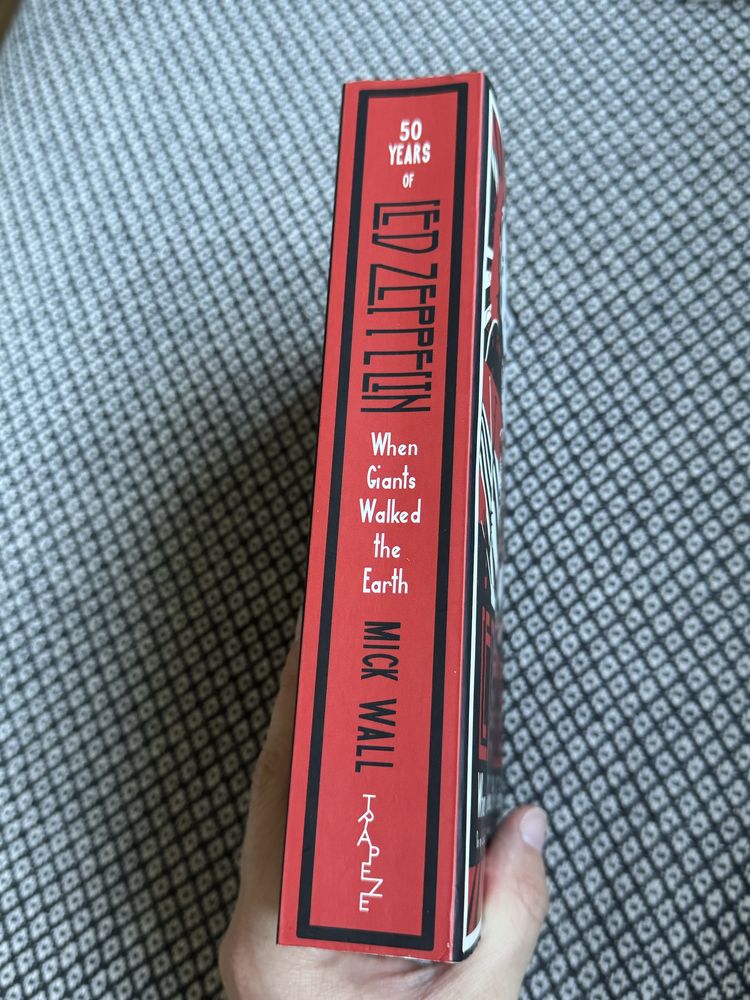 50
YEARS
OF
LED ZEPPELIN
When
Giants
Walked
the
Earth
MICK WALL
TRAPEZE